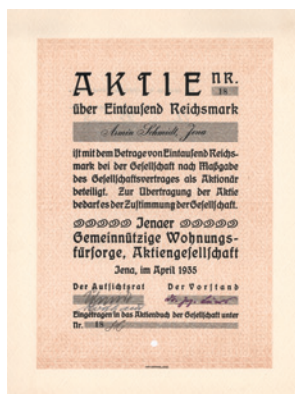 AKTIE NR.
18
über Eintausend Reichsmark
Armin Schmidt, Jena
ist mit dem Betrage von Eintausend Reichs-
mark bei der Gesellschaft nach Maßgabe
des Gesellschaftsvertrages als Aktionär
beteiligt. Zur Übertragung der Aktie
bedarf es der Zustimmung der Gesellschaft.
Jenaer
Gemeinnützige Wohnungs-
fürsorge, Aktiengesellschaft
Jena, im April 1935
Der Aufsichtsrat Der Vorstand
Eingetragen in das Aktienbuch der Gesellschaft unter
Nr. 18